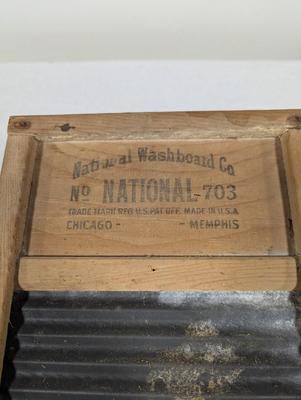 National Washboard Co.
No NATIONAL-703
TRADE MARK REG. U.S. PAT. OFF. MADE IN U.S.A
CHICAGO - - MEMPHIS